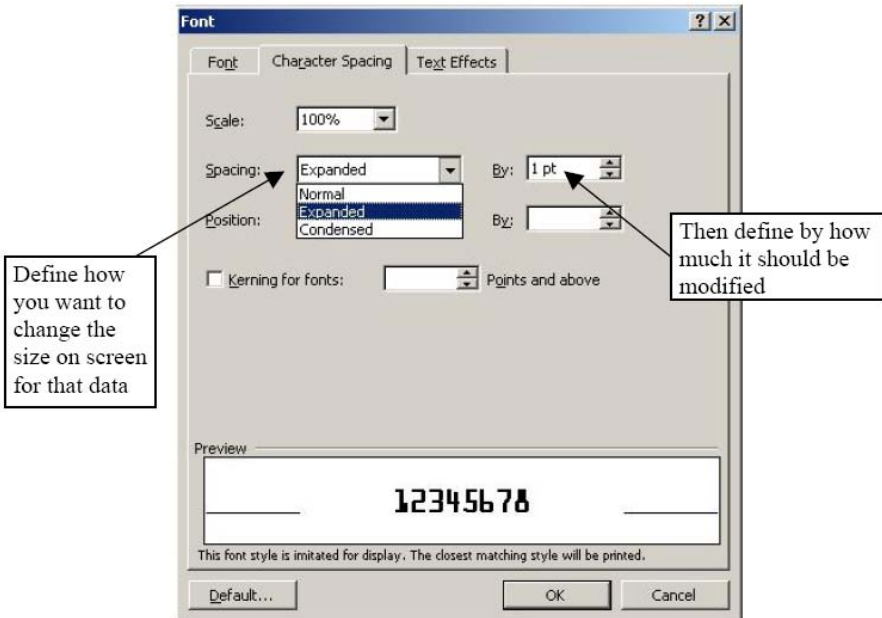 Font
Font Character Spacing Text Effects
Scale: 100%
Spacing: Expanded By: 1 pt
Normal
Expanded
Condensed
Position: By:
Then define by how
much it should be
modified
Define how
you want to
change the
size on screen
for that data
Kerning for fonts: Points and above
Preview
12345678
This font style is imitated for display. The closest matching style will be printed.
Default... OK Cancel